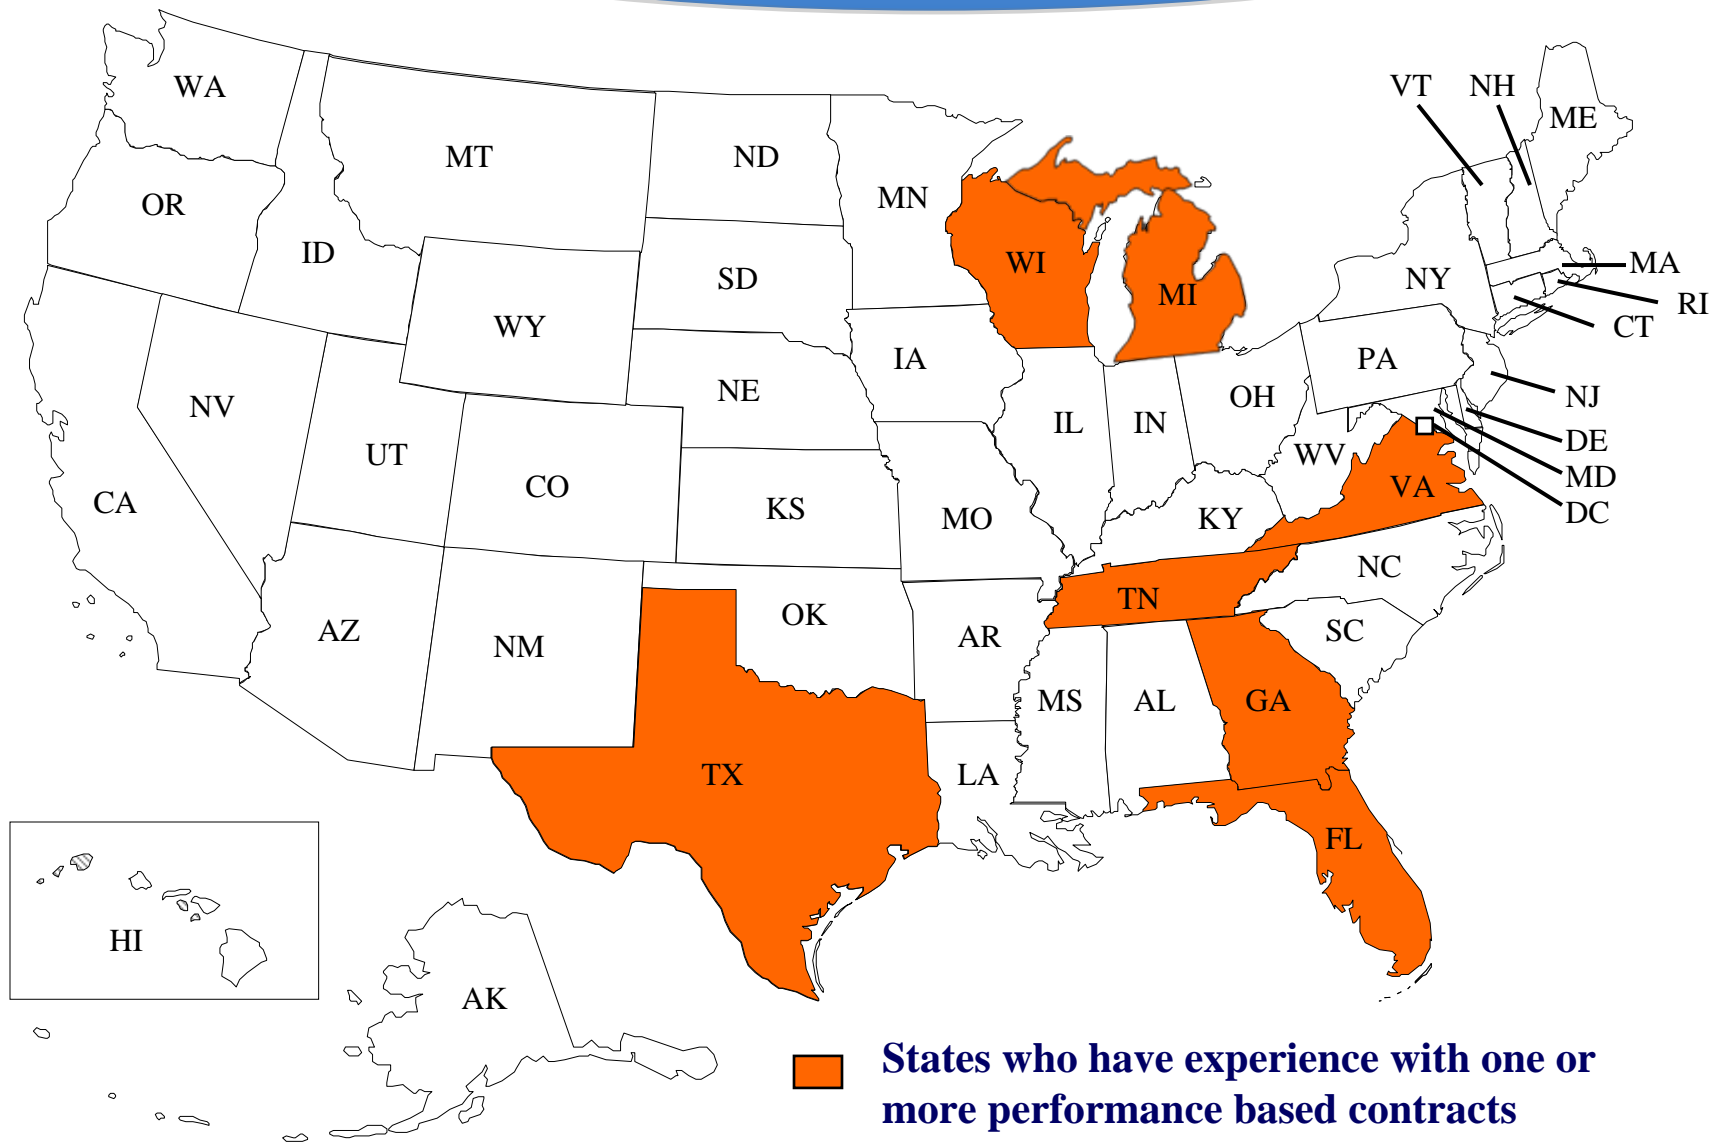 WA
VT
NH
ME
MT
ND
MN
OR
ID
WI
SD
NY
MA
MI
RI
WY
CT
IA
PA
NE
NV
OH
NJ
IL
IN
UT
WV
DE
MD
CO
VA
CA
KS
MO
KY
DC
NC
TN
OK
AZ
SC
AR
NM
MS
AL
GA
TX
LA
FL
HI
AK
States who have experience with one or
more performance based contracts